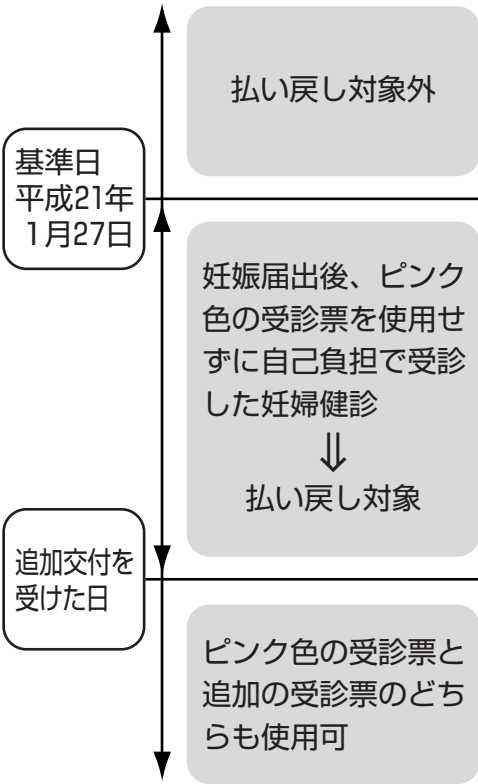 払い戻し対象外
基準日
平成21年
1月27日
妊娠届出後、ピンク
色の受診票を使用せ
ずに自己負担で受診
した妊婦健診
⇓
払い戻し対象
追加交付を
受けた日
ピンク色の受診票と
追加の受診票のどち
らも使用可